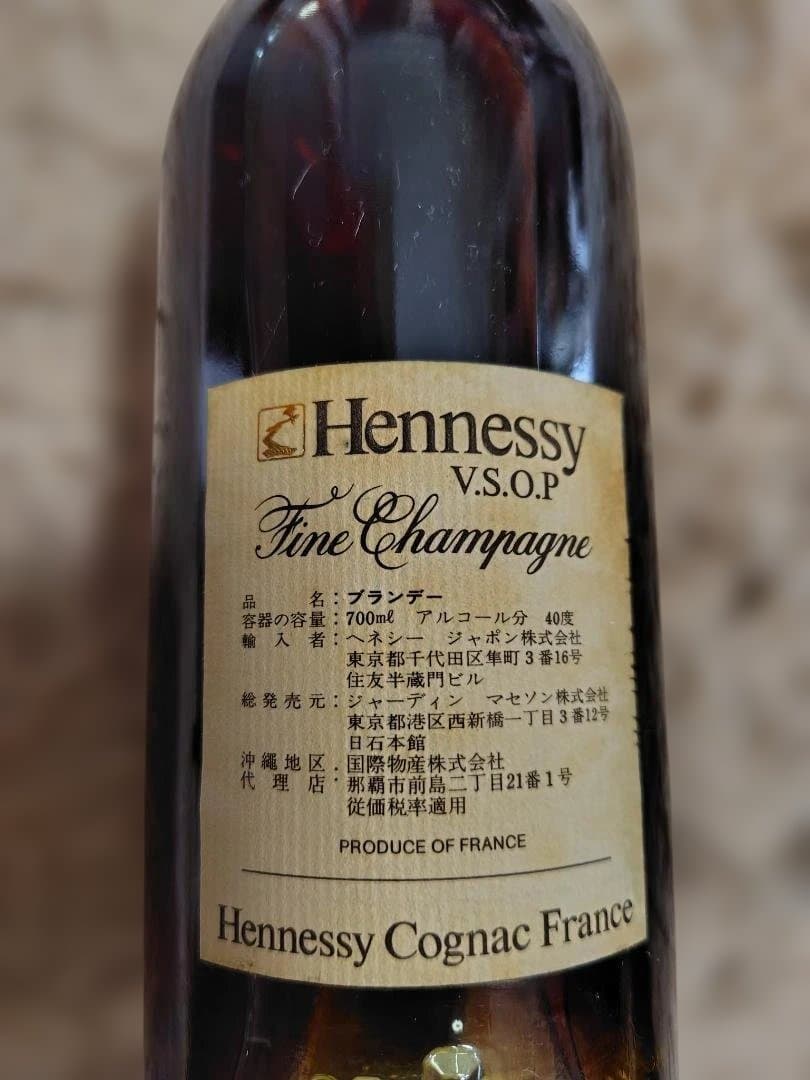 Hennessy
V.S.O.P
Fine Champagne
品名：ブランデー
容器の容量：700mℓ アルコール分 40度
輸入者：ヘネシー ジャポン株式会社
東京都千代田区隼町3番16号
住友半蔵門ビル
総発売元：ジャーディン マセソン株式会社
東京都港区西新橋一丁目3番12号
日石本館
沖縄地区代理店：国際物産株式会社
那覇市前島二丁目21番1号
従価税率適用
PRODUCE OF FRANCE
Hennessy Cognac France